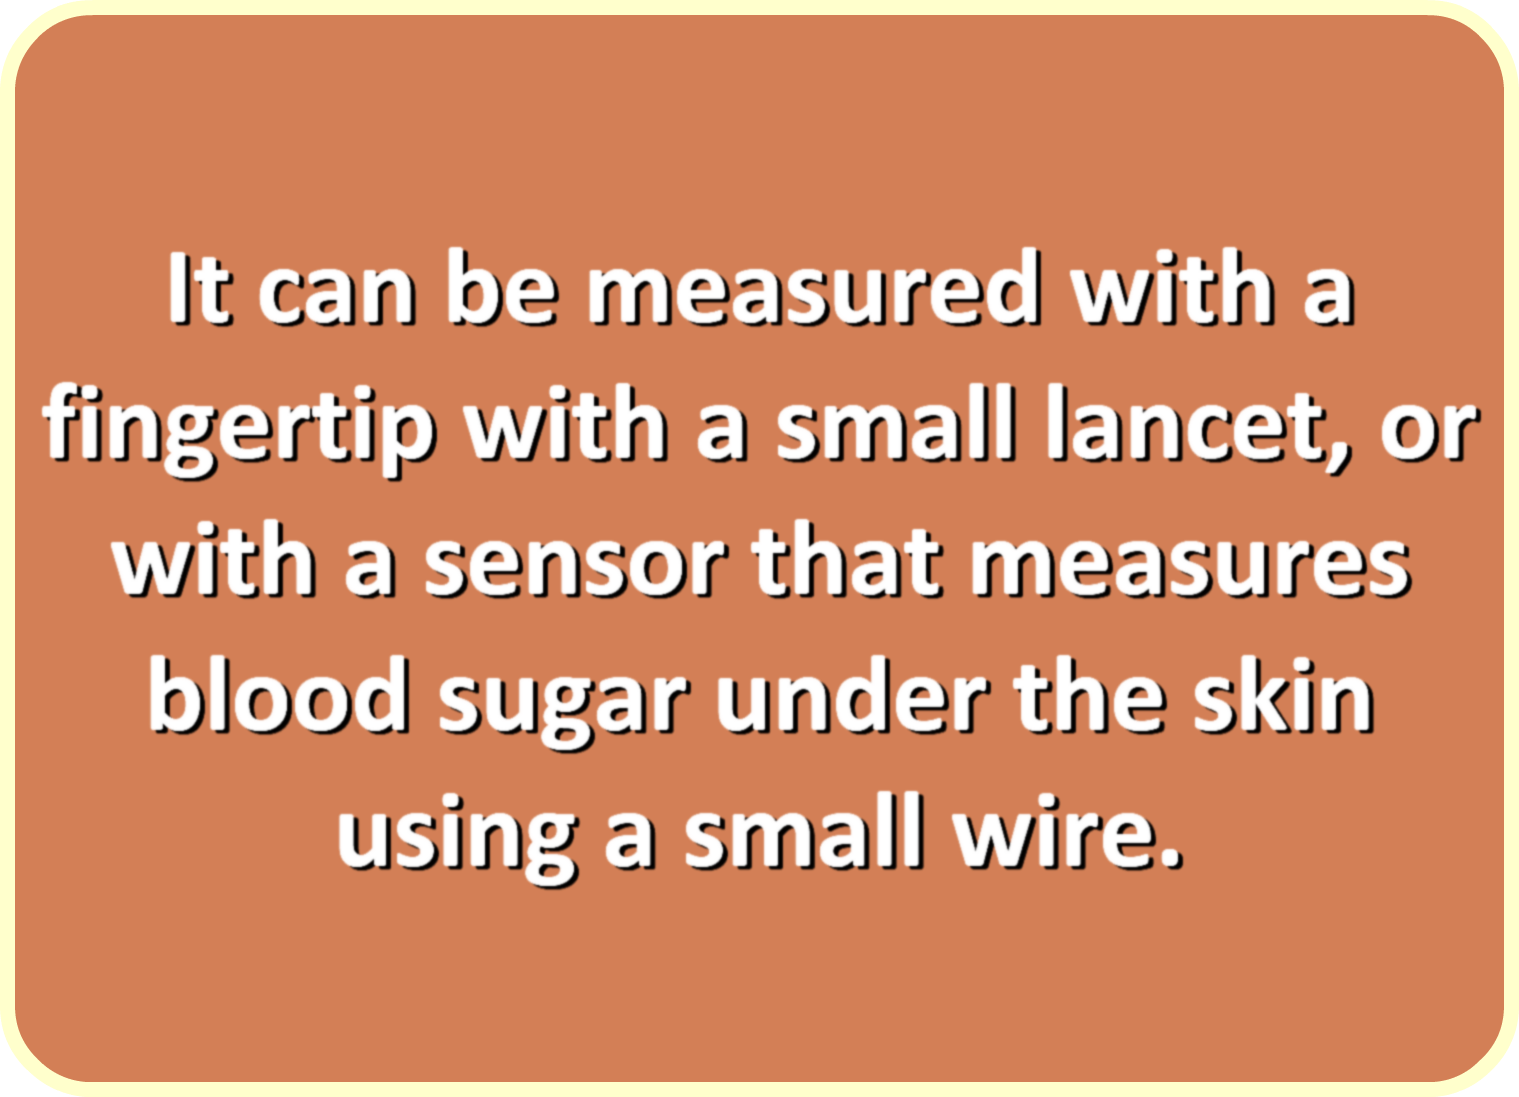 It can be measured with a
fingertip with a small lancet, or
with a sensor that measures
blood sugar under the skin
using a small wire.